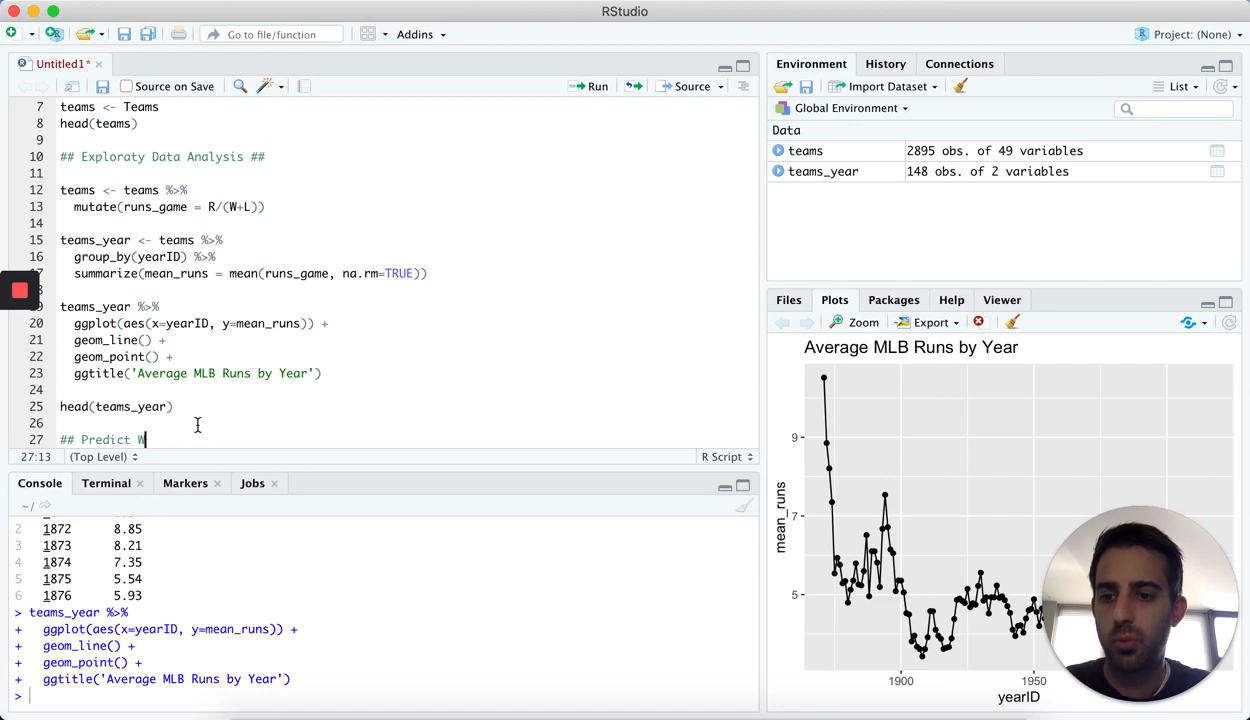 RStudio
Go to file/function
Addins
Project: (None)
Untitled1*
Source on Save
Run
Source
7 teams <- Teams
8 head(teams)
9
10 ## Exploraty Data Analysis ##
11
12 teams <- teams %>%
13 mutate(runs_game = R/(W+L))
14
15 teams_year <- teams %>%
16 group_by(yearID) %>%
17 summarize(mean_runs = mean(runs_game, na.rm=TRUE))
teams_year %>%
20 ggplot(aes(x=yearID, y=mean_runs)) +
21 geom_line() +
22 geom_point() +
23 ggtitle('Average MLB Runs by Year')
24
25 head(teams_year)
26
27 ## Predict W
27:13 (Top Level) R Script
Console Terminal Markers Jobs
~/
2 1872 8.85
3 1873 8.21
4 1874 7.35
5 1875 5.54
6 1876 5.93
> teams_year %>%
+ ggplot(aes(x=yearID, y=mean_runs)) +
+ geom_line() +
+ geom_point() +
+ ggtitle('Average MLB Runs by Year')
>
Environment History Connections
Import Dataset List
Global Environment
Data
teams 2895 obs. of 49 variables
teams_year 148 obs. of 2 variables
Files Plots Packages Help Viewer
Zoom Export
Average MLB Runs by Year
mean_runs
9
7
5
1900 1950
yearID